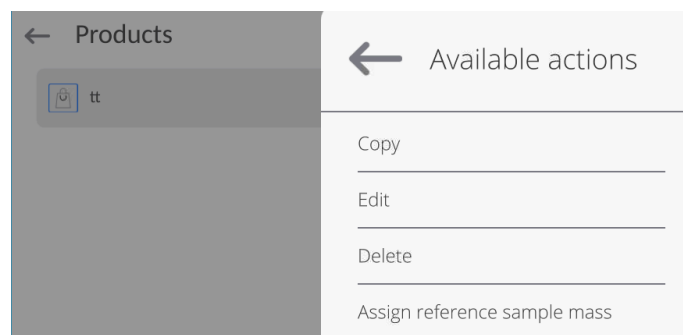 Products
tt
Available actions
Copy
Edit
Delete
Assign reference sample mass